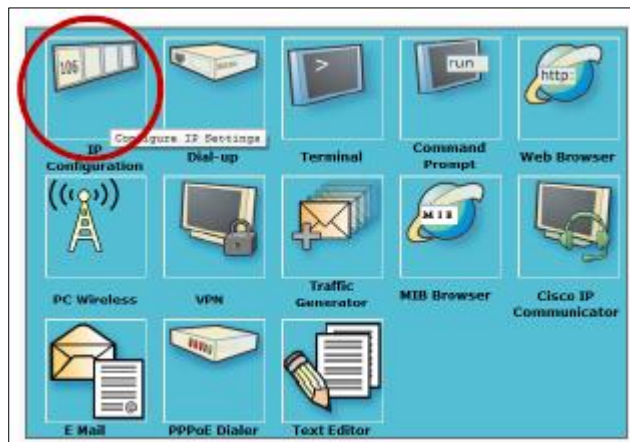 106
>
run
http:
Configure IP Settings
IP
Configuration
Dial-up
Terminal
Command
Prompt
Web Browser
MIB
PC Wireless
VPN
Traffic
Generator
MIB Browser
Cisco IP
Communicator
E Mail
PPPoE Dialer
Text Editor